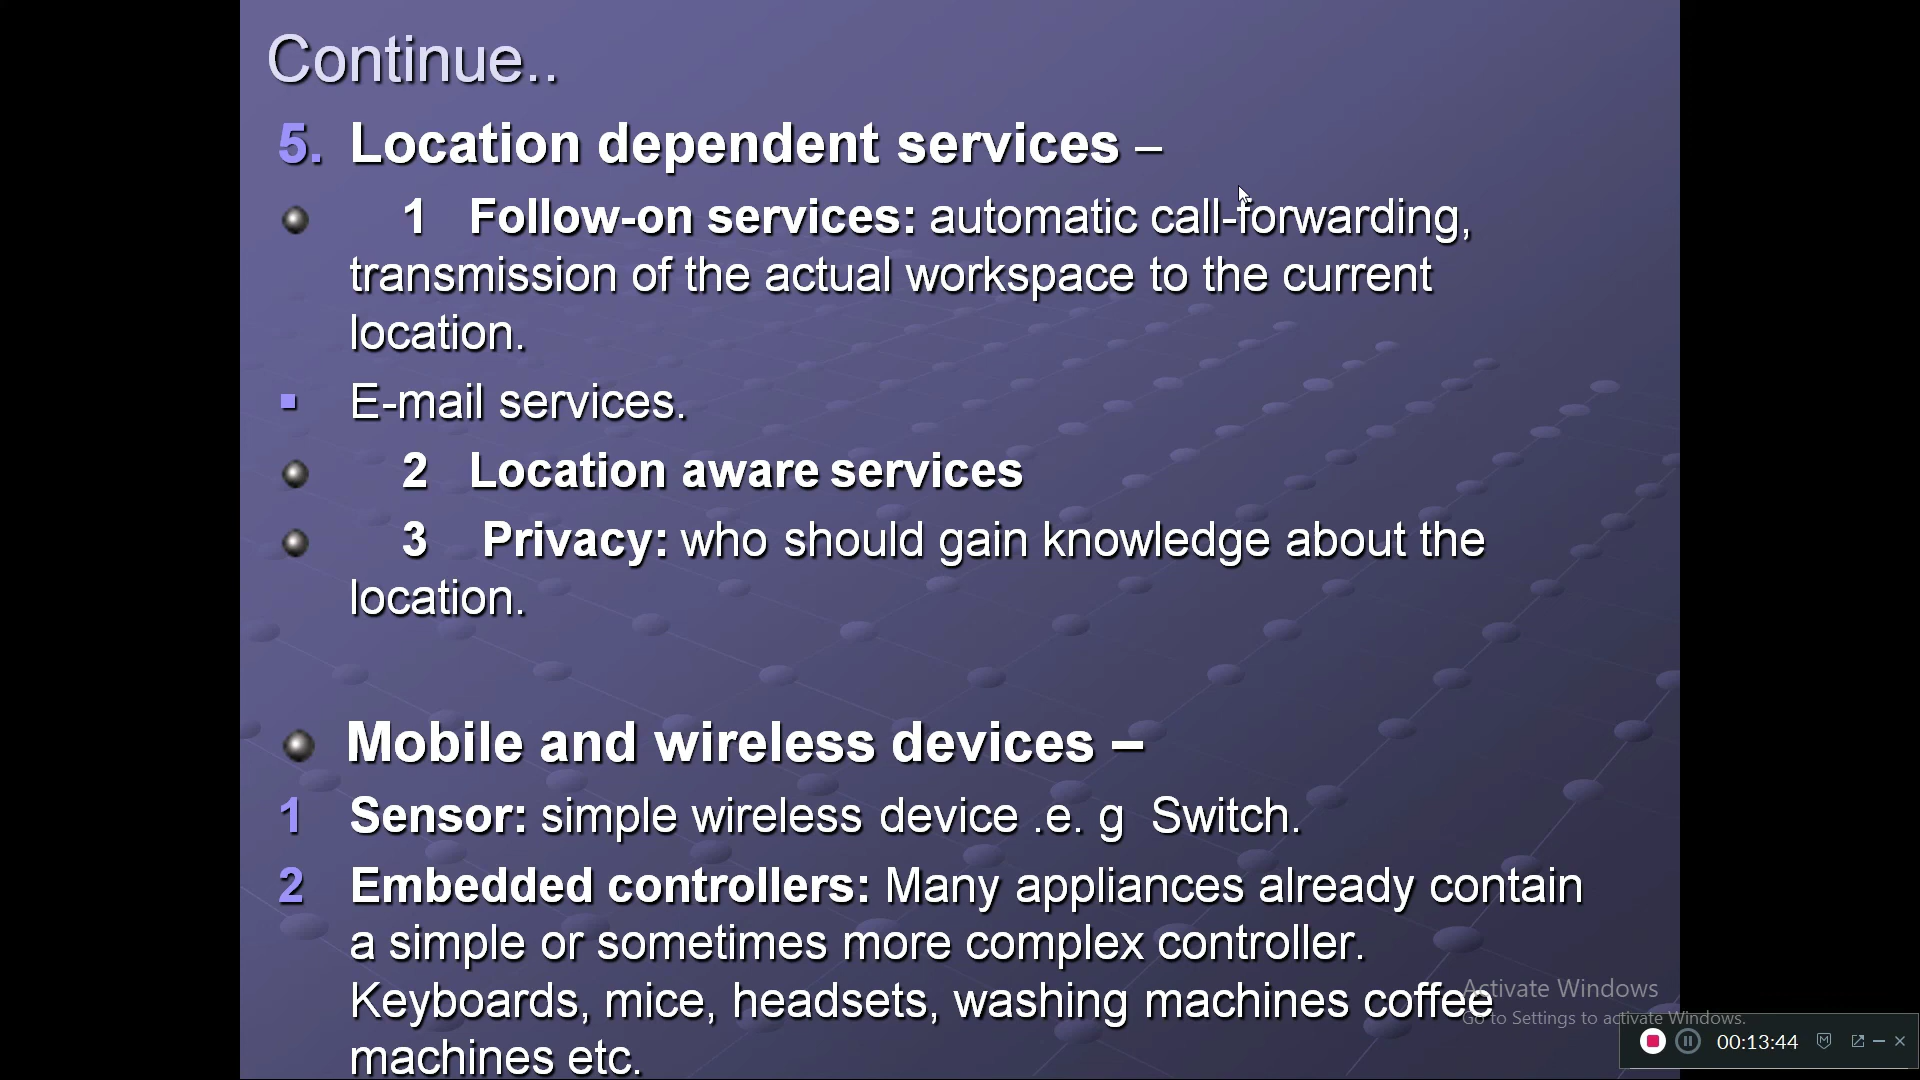 Continue..
5. Location dependent services –
1 Follow-on services: automatic call-forwarding,
transmission of the actual workspace to the current
location.
E-mail services.
2 Location aware services
3 Privacy: who should gain knowledge about the
location.
Mobile and wireless devices –
1 Sensor: simple wireless device .e. g Switch.
2 Embedded controllers: Many appliances already contain
a simple or sometimes more complex controller.
Keyboards, mice, headsets, washing machines coffee
machines etc.
Activate Windows
Go to Settings to activate Windows.
00:13:44